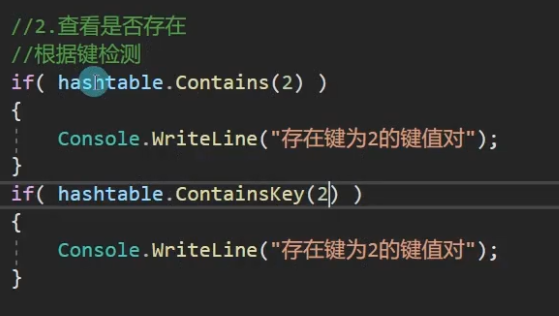 //2.查看是否存在
//根据键检测
if( hashtable.Contains(2) )
{
Console.WriteLine("存在键为2的键值对");
}
if( hashtable.ContainsKey(2) )
{
Console.WriteLine("存在键为2的键值对");
}